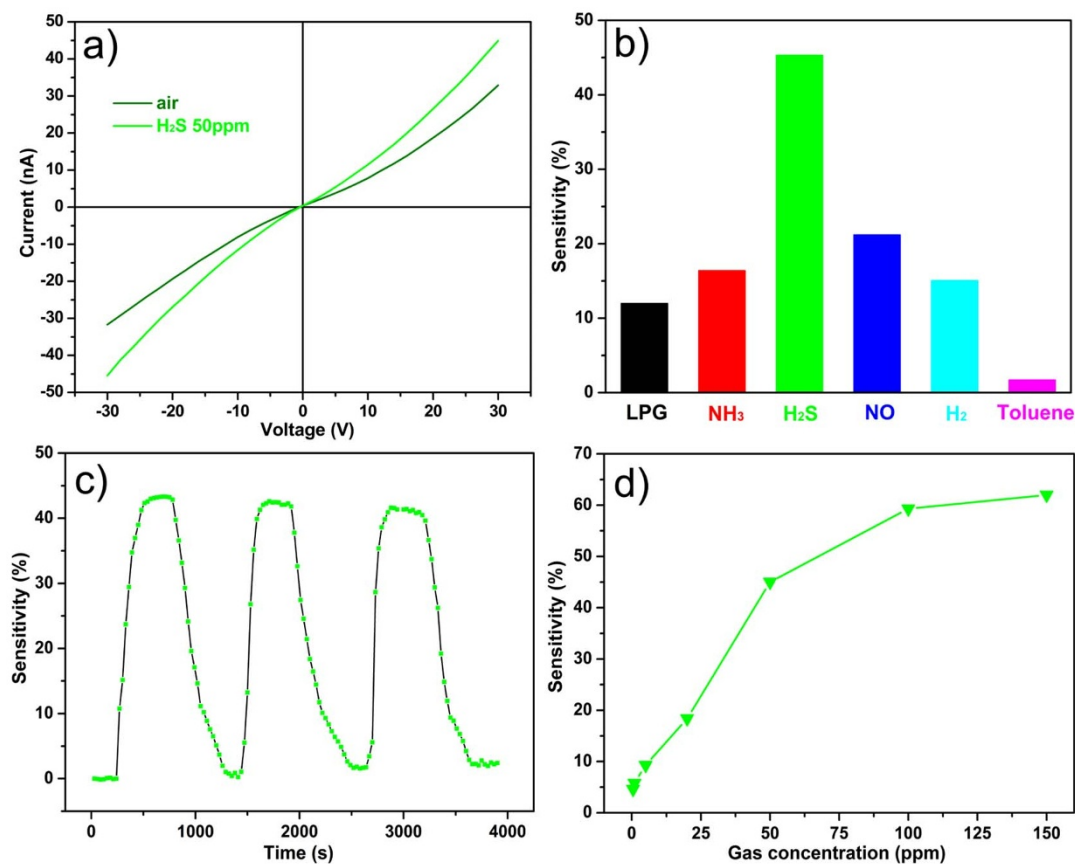 a)
air
H₂S 50ppm
Current (nA)
50
40
30
20
10
0
-10
-20
-30
-40
-50
-30 -20 -10 0 10 20 30
Voltage (V)
b)
Sensitivity (%)
50
40
30
20
10
0
LPG NH₃ H₂S NO H₂ Toluene
c)
Sensitivity (%)
50
40
30
20
10
0
0 1000 2000 3000 4000
Time (s)
d)
Sensitivity (%)
70
60
50
40
30
20
10
0
0 25 50 75 100 125 150
Gas concentration (ppm)